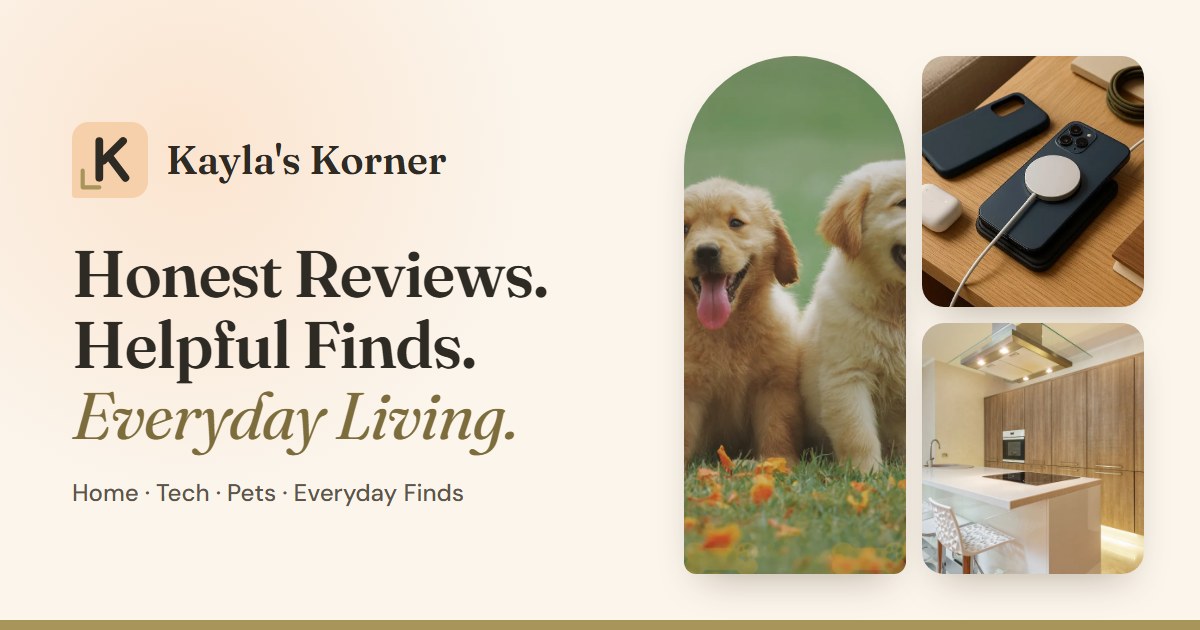 K
Kayla's Korner
Honest Reviews.
Helpful Finds.
Everyday Living.
Home · Tech · Pets · Everyday Finds